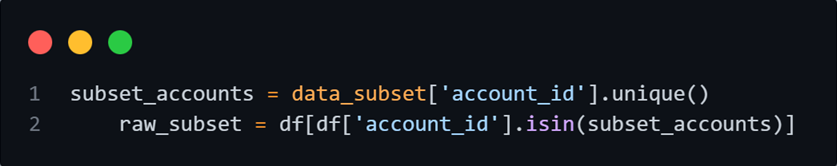 1 subset_accounts = data_subset['account_id'].unique()
2     raw_subset = df[df['account_id'].isin(subset_accounts)]